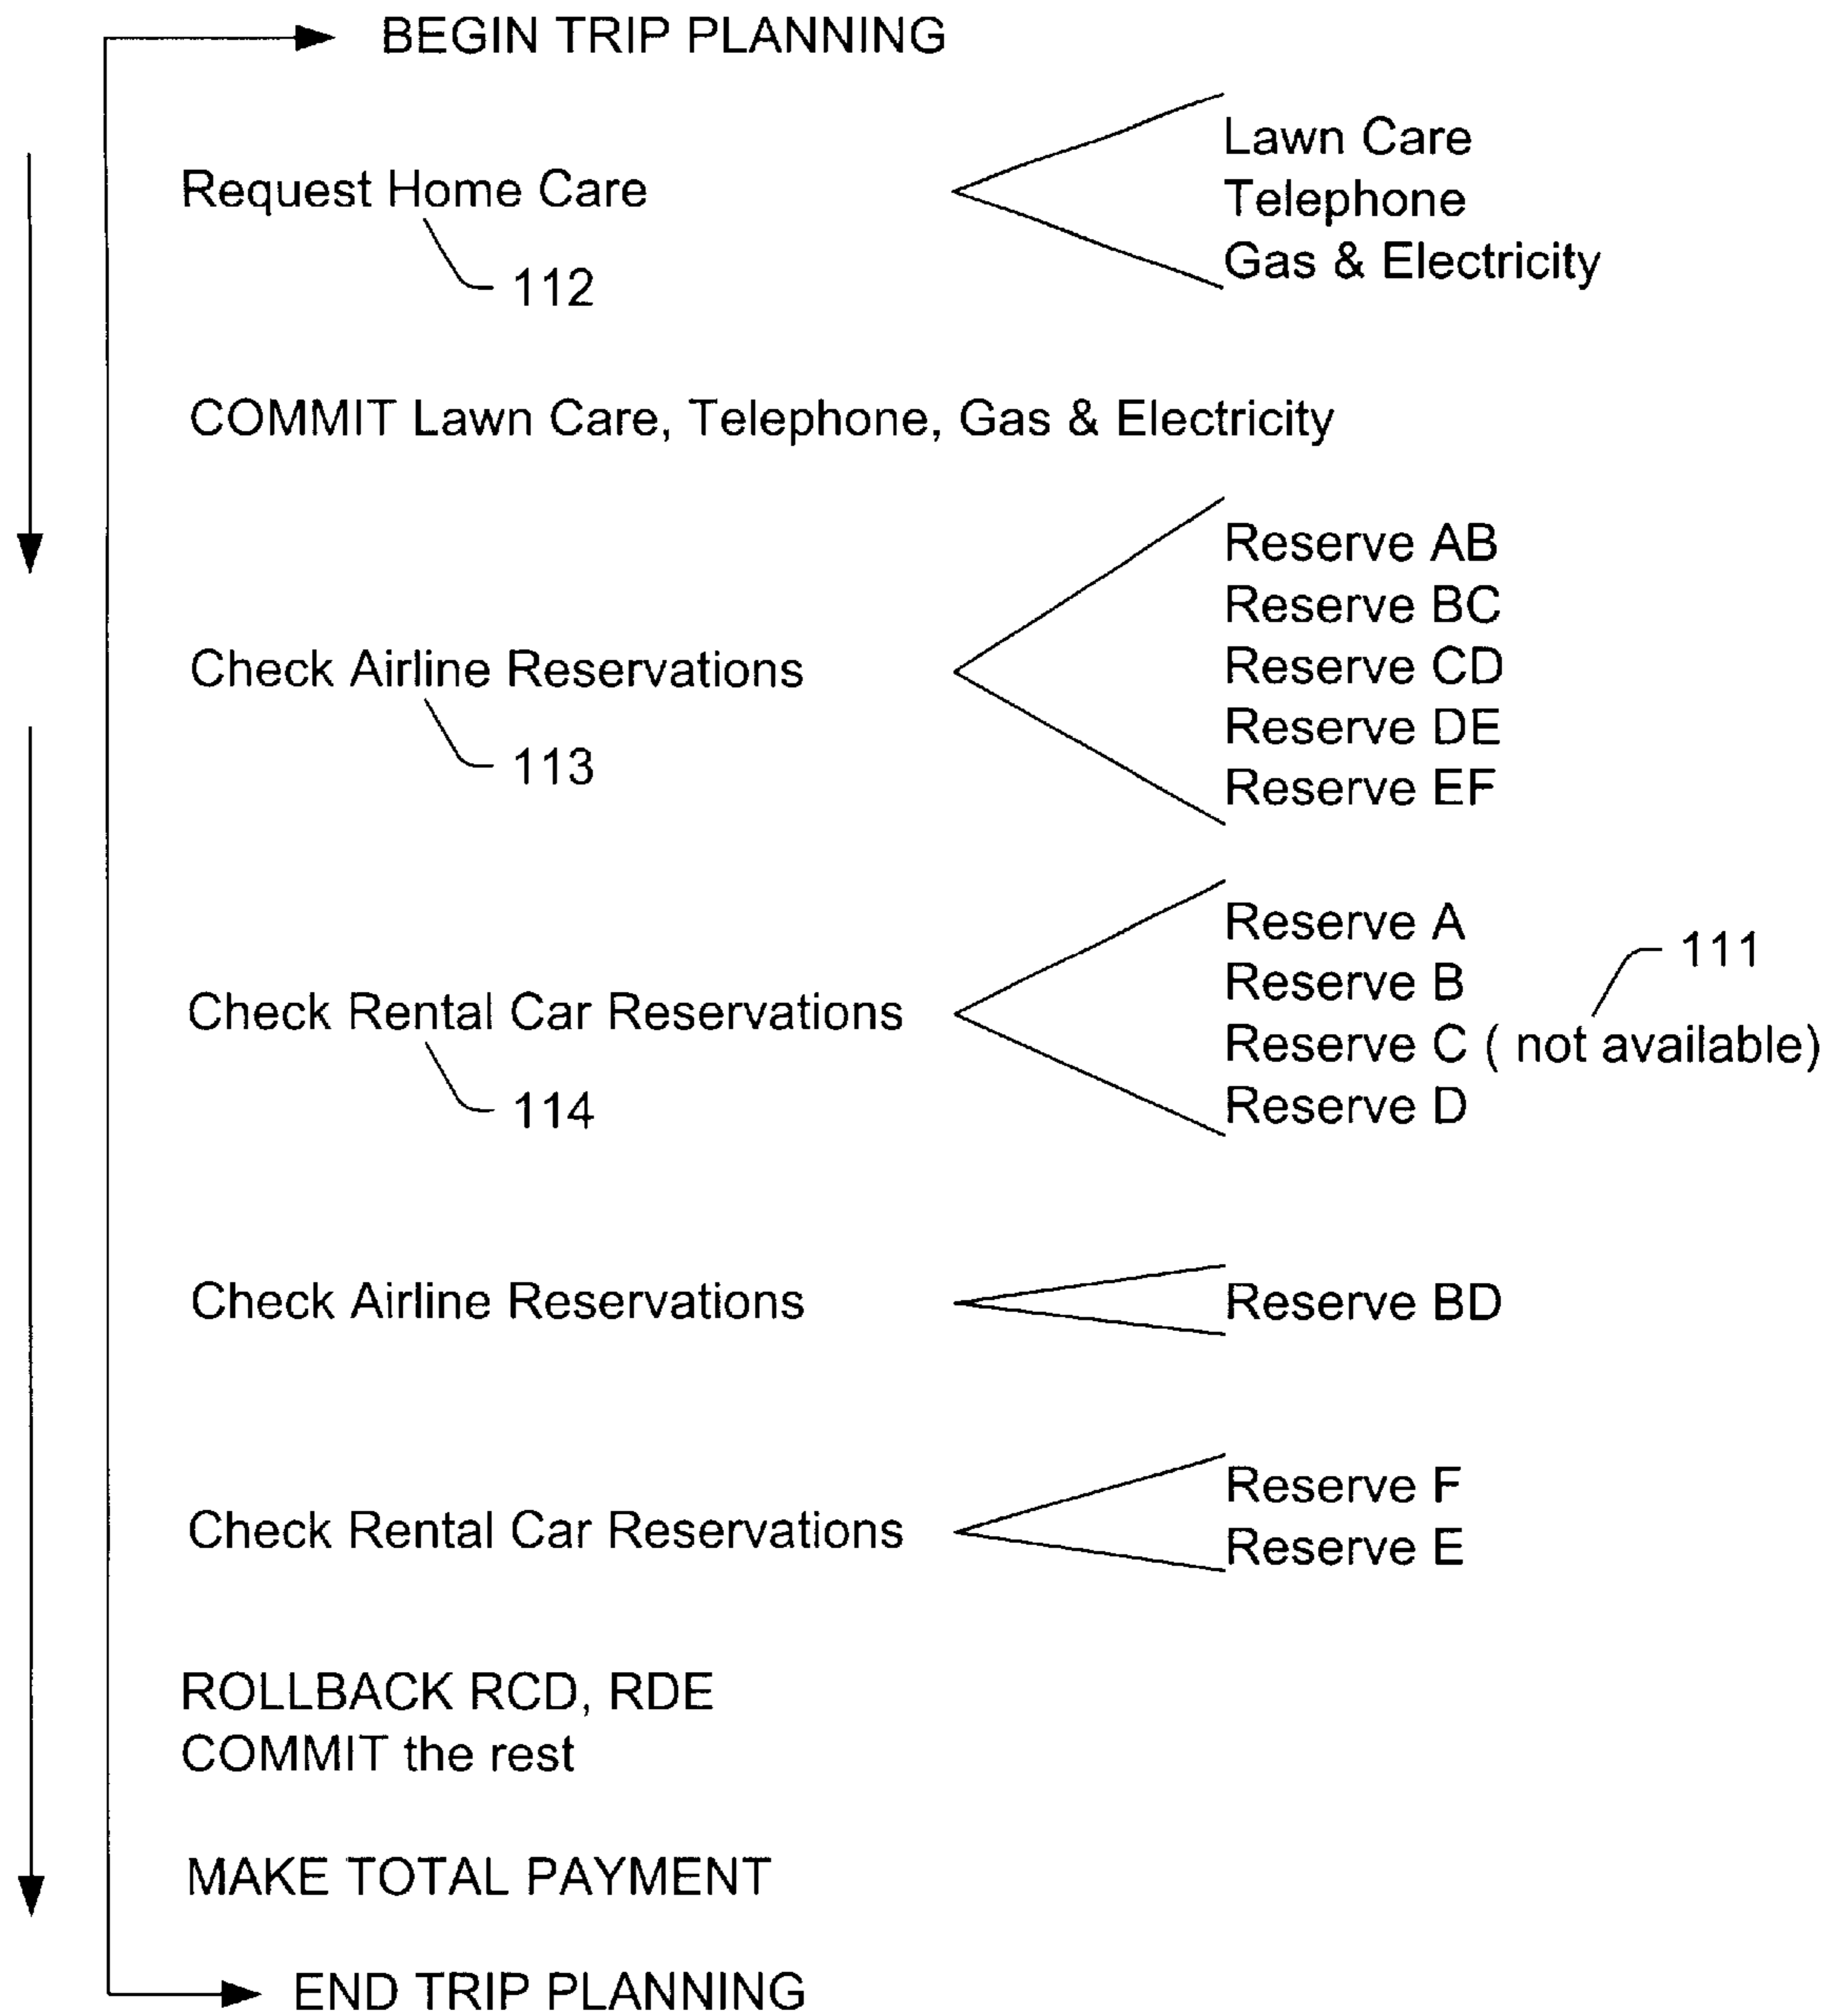 BEGIN TRIP PLANNING
Request Home Care
112
Lawn Care
Telephone
Gas & Electricity
COMMIT Lawn Care, Telephone, Gas & Electricity
Check Airline Reservations
113
Reserve AB
Reserve BC
Reserve CD
Reserve DE
Reserve EF
Check Rental Car Reservations
114
Reserve A
Reserve B
Reserve C ( not available)
111
Reserve D
Check Airline Reservations
Reserve BD
Check Rental Car Reservations
Reserve F
Reserve E
ROLLBACK RCD, RDE
COMMIT the rest
MAKE TOTAL PAYMENT
END TRIP PLANNING